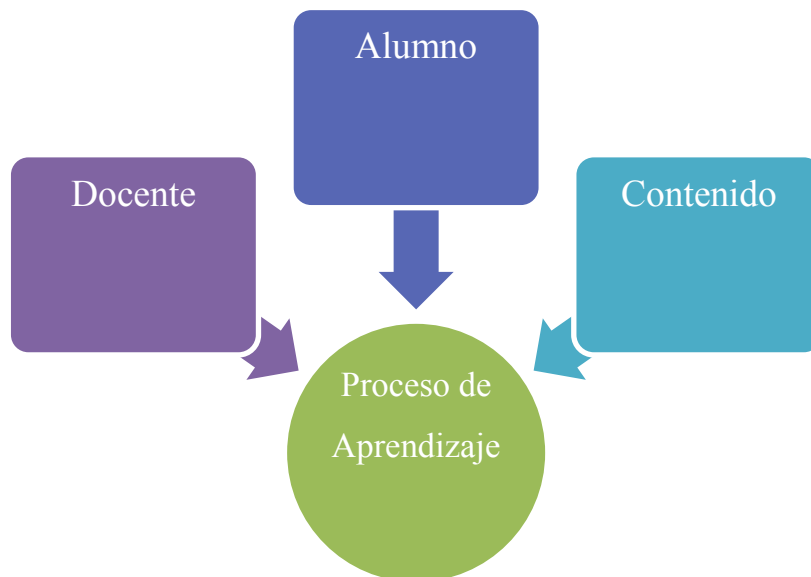 Alumno
Docente
Contenido
Proceso de
Aprendizaje